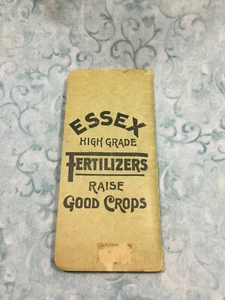 ESSEX
HIGH GRADE
FERTILIZERS
RAISE
GOOD CROPS